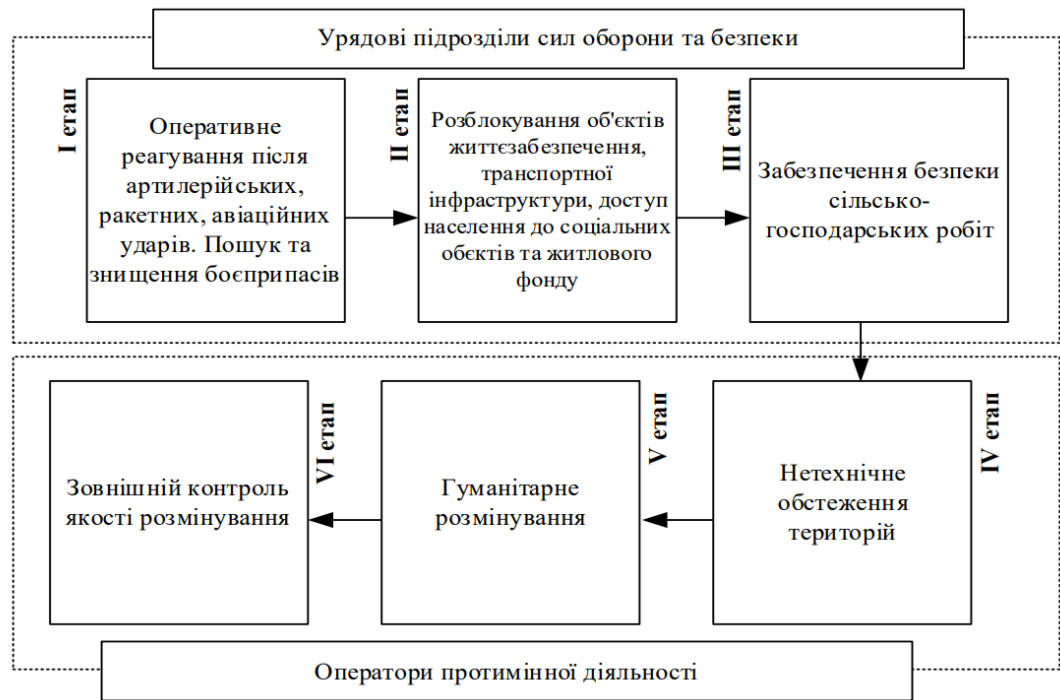 Урядові підрозділи сил оборони та безпеки
І етап
Оперативне
реагування після
артилерійських,
ракетних, авіаційних
ударів. Пошук та
знищення боєприпасів
ІІ етап
Розблокування об'єктів
життєзабезпечення,
транспортної
інфраструктури, доступ
населення до соціальних
обєктів та житлового
фонду
ІІІ етап
Забезпечення безпеки
сільсько-
господарських робіт
IV етап
Нетехнічне
обстеження
територій
V етап
Гуманітарне
розмінування
VI етап
Зовнішній контроль
якості розмінування
Оператори протимінної діяльності